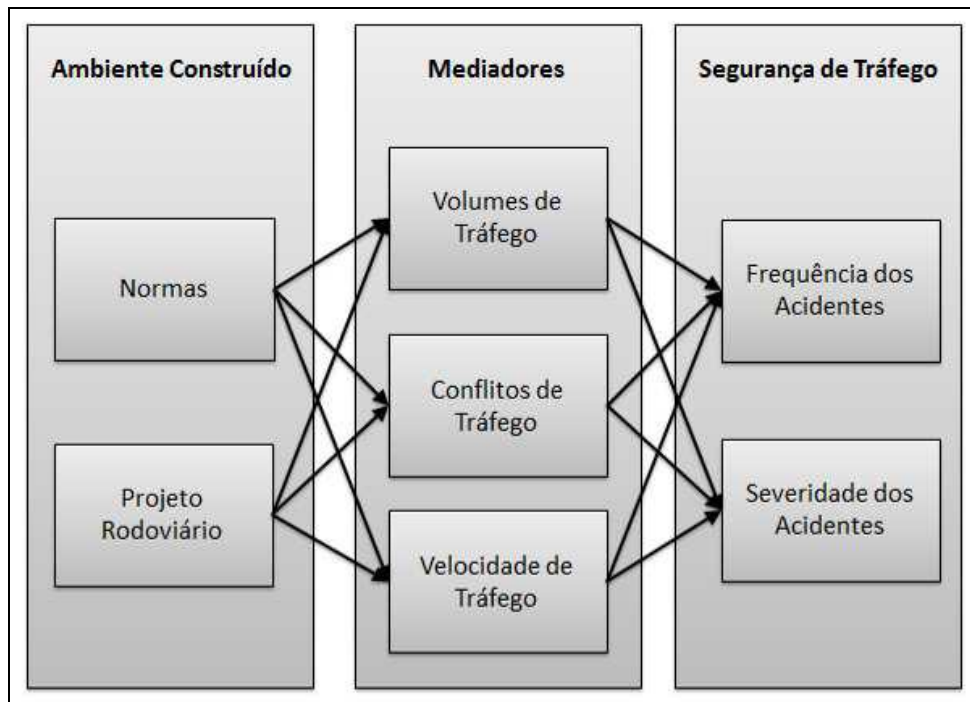 Ambiente Construído
Normas
Projeto
Rodoviário
Mediadores
Volumes de
Tráfego
Conflitos de
Tráfego
Velocidade de
Tráfego
Segurança de Tráfego
Frequência dos
Acidentes
Severidade dos
Acidentes